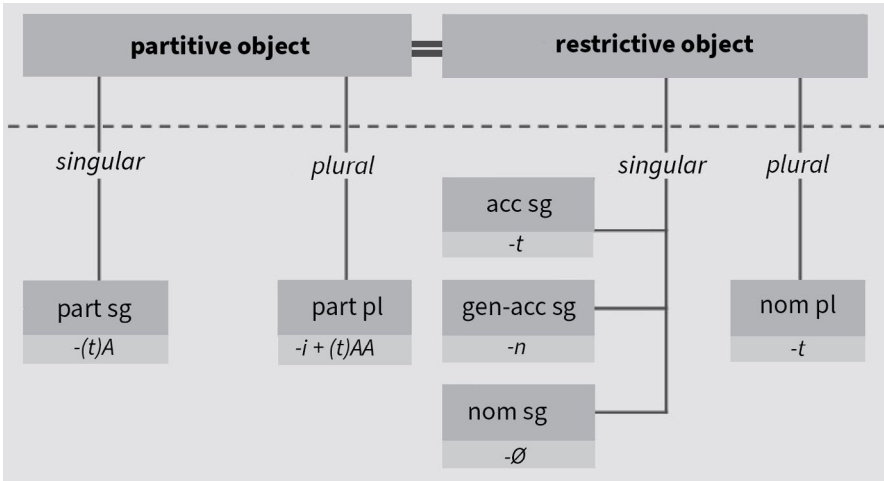 partitive object
restrictive object
singular
plural
singular
plural
acc sg
-t
part sg
-(t)A
part pl
-i + (t)AA
gen-acc sg
-n
nom pl
-t
nom sg
-Ø